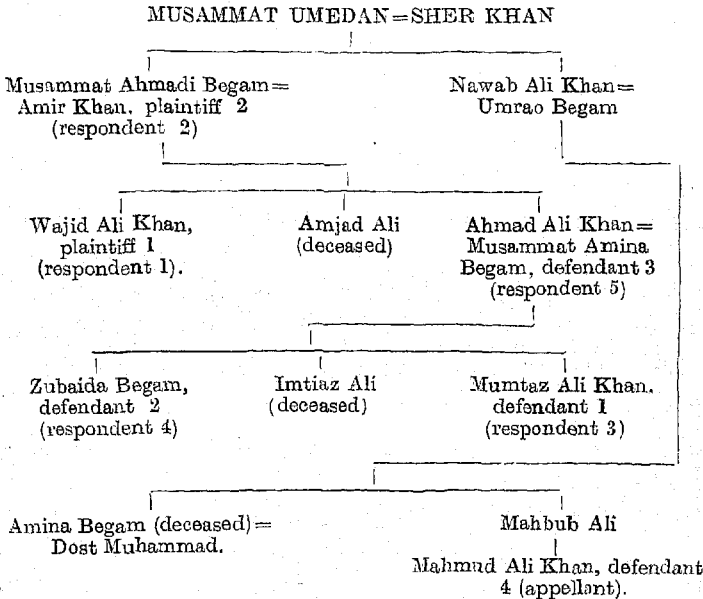 MUSAMMAT UMEDAN=SHER KHAN
Musammat Ahmadi Begam=
Amir Khan, plaintiff 2
(respondent 2)
Nawab Ali Khan=
Umrao Begam
Wajid Ali Khan,
plaintiff 1
(respondent 1).
Amjad Ali
(deceased)
Ahmad Ali Khan=
Musammat Amina
Begam, defendant 3
(respondent 5)
Zubaida Begam,
defendant 2
(respondent 4)
Imtiaz Ali
(deceased)
Mumtaz Ali Khan,
defendant 1
(respondent 3)
Amina Begam (deceased)=
Dost Muhammad.
Mahbub Ali
Mahmud Ali Khan, defendant
4 (appellant).